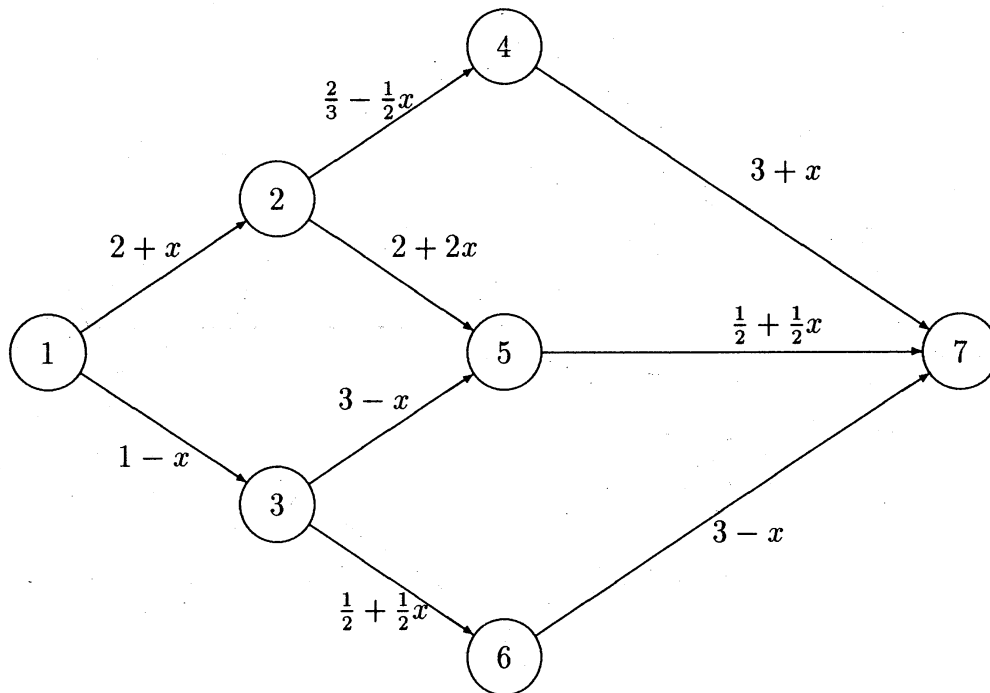 4
2/3 − 1/2x
3 + x
2
2 + x
2 + 2x
1/2 + 1/2x
1
5
7
3 − x
1 − x
3
3 − x
1/2 + 1/2x
6